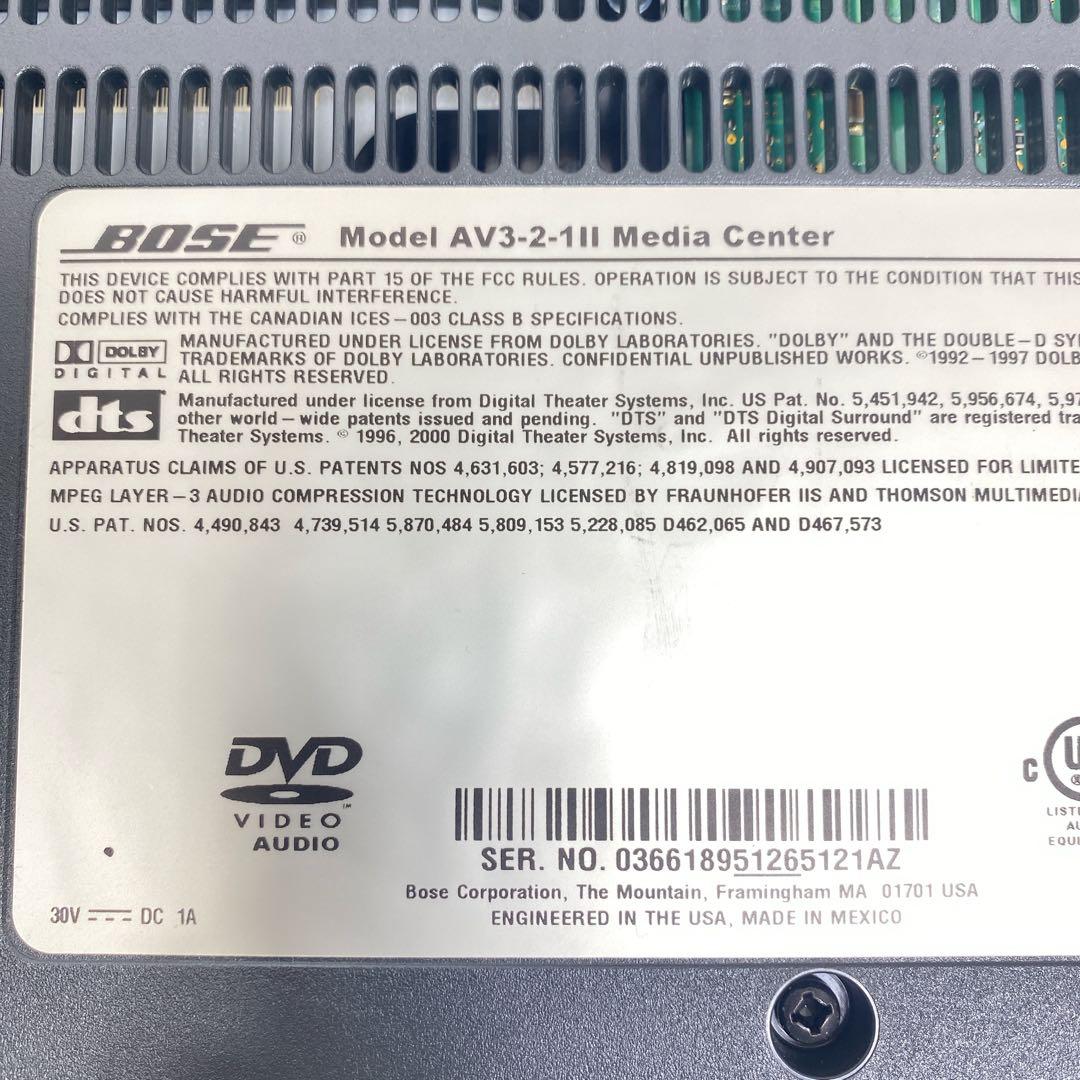 BOSE® Model AV3-2-1II Media Center
THIS DEVICE COMPLIES WITH PART 15 OF THE FCC RULES. OPERATION IS SUBJECT TO THE CONDITION THAT THIS
DOES NOT CAUSE HARMFUL INTERFERENCE.
COMPLIES WITH THE CANADIAN ICES–003 CLASS B SPECIFICATIONS.
DOLBY
DIGITAL
MANUFACTURED UNDER LICENSE FROM DOLBY LABORATORIES. "DOLBY" AND THE DOUBLE–D
TRADEMARKS OF DOLBY LABORATORIES. CONFIDENTIAL UNPUBLISHED WORKS. ©1992–1997
ALL RIGHTS RESERVED.
dts
Manufactured under license from Digital Theater Systems, Inc. US Pat. No. 5,451,942, 5,956,674,
other world–wide patents issued and pending. "DTS" and "DTS Digital Surround" are registered
Theater Systems. © 1996, 2000 Digital Theater Systems, Inc. All rights reserved.
APPARATUS CLAIMS OF U.S. PATENTS NOS 4,631,603; 4,577,216; 4,819,098 AND 4,907,093 LICENSED FOR
MPEG LAYER–3 AUDIO COMPRESSION TECHNOLOGY LICENSED BY FRAUNHOFER IIS AND THOMSON
U.S. PAT. NOS. 4,490,843 4,739,514 5,870,484 5,809,153 5,228,085 D462,065 AND D467,573
DVD™
VIDEO
AUDIO
C
SER. NO. 036618951265121AZ
Bose Corporation, The Mountain, Framingham MA 01701 USA
ENGINEERED IN THE USA, MADE IN MEXICO
30V DC 1A